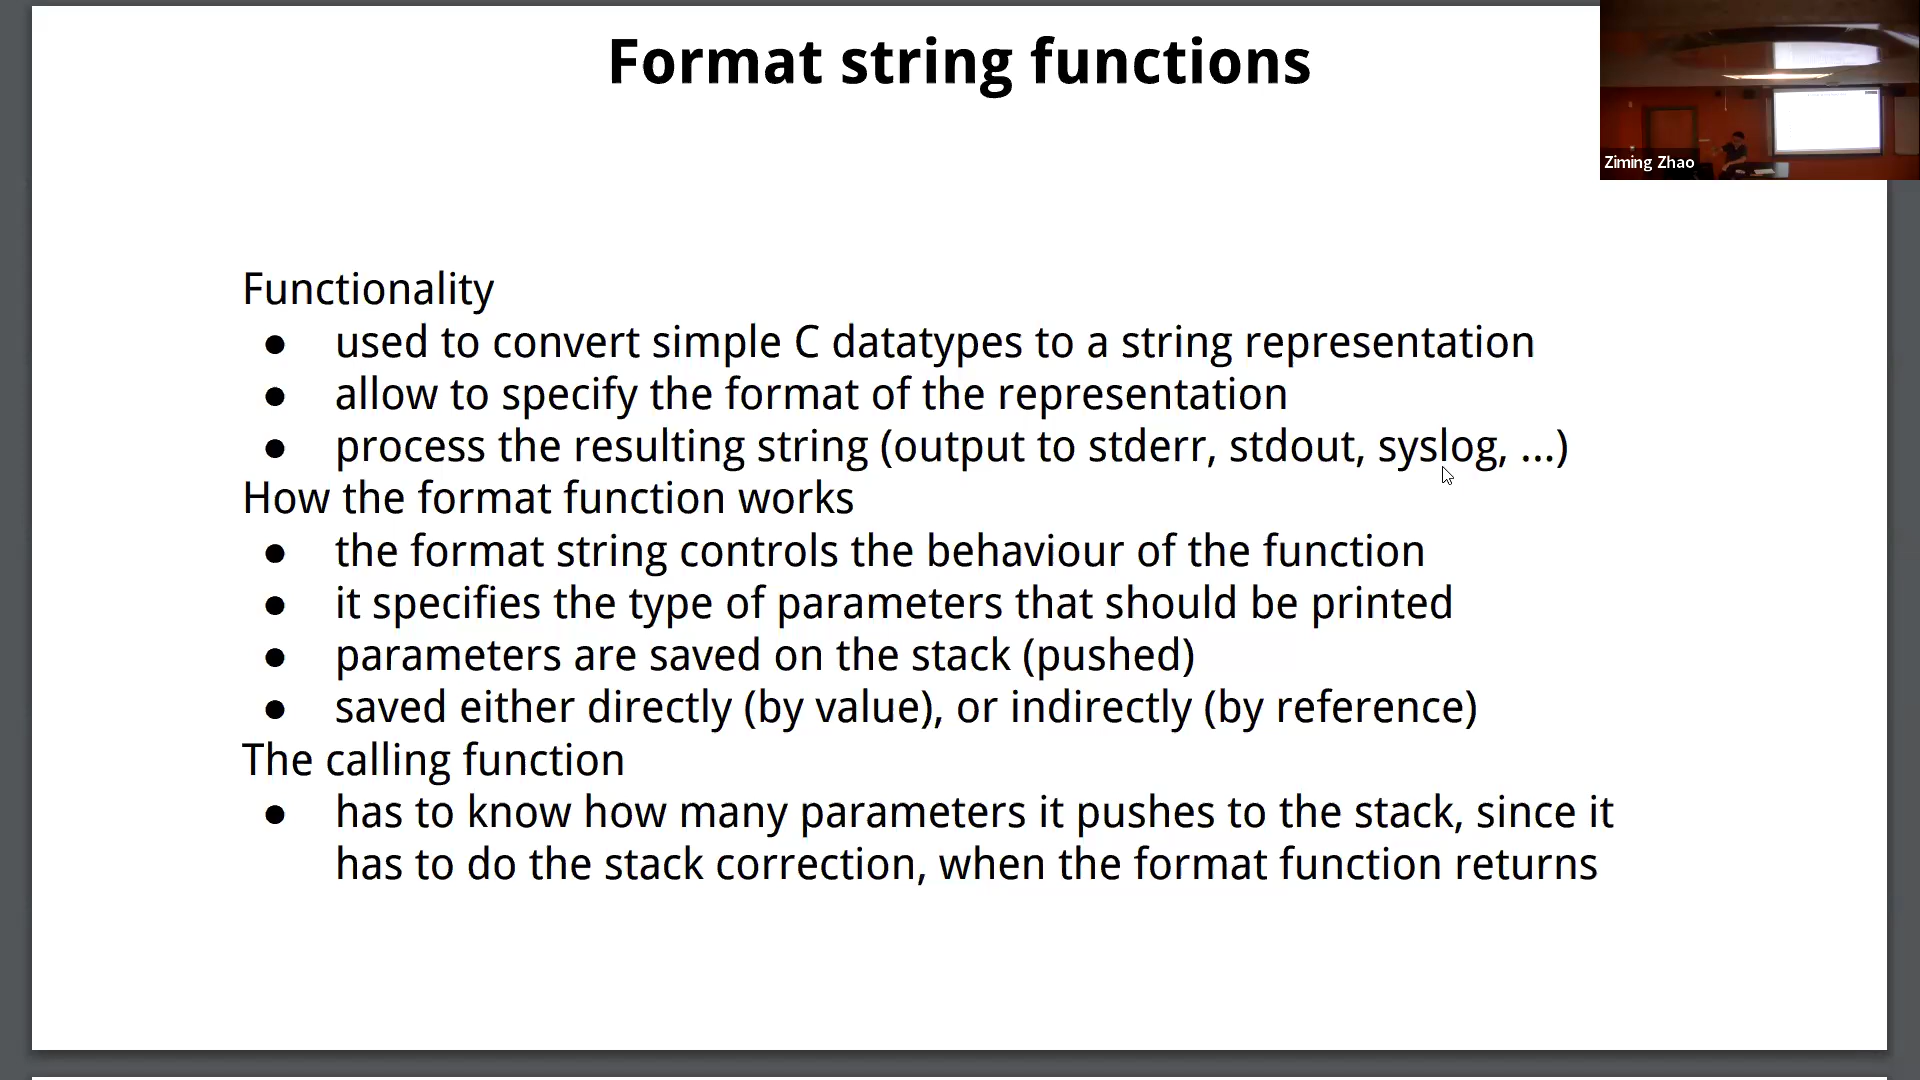 Format string functions
Ziming Zhao
Functionality
● used to convert simple C datatypes to a string representation
● allow to specify the format of the representation
● process the resulting string (output to stderr, stdout, syslog, ...)
How the format function works
● the format string controls the behaviour of the function
● it specifies the type of parameters that should be printed
● parameters are saved on the stack (pushed)
● saved either directly (by value), or indirectly (by reference)
The calling function
● has to know how many parameters it pushes to the stack, since it
has to do the stack correction, when the format function returns